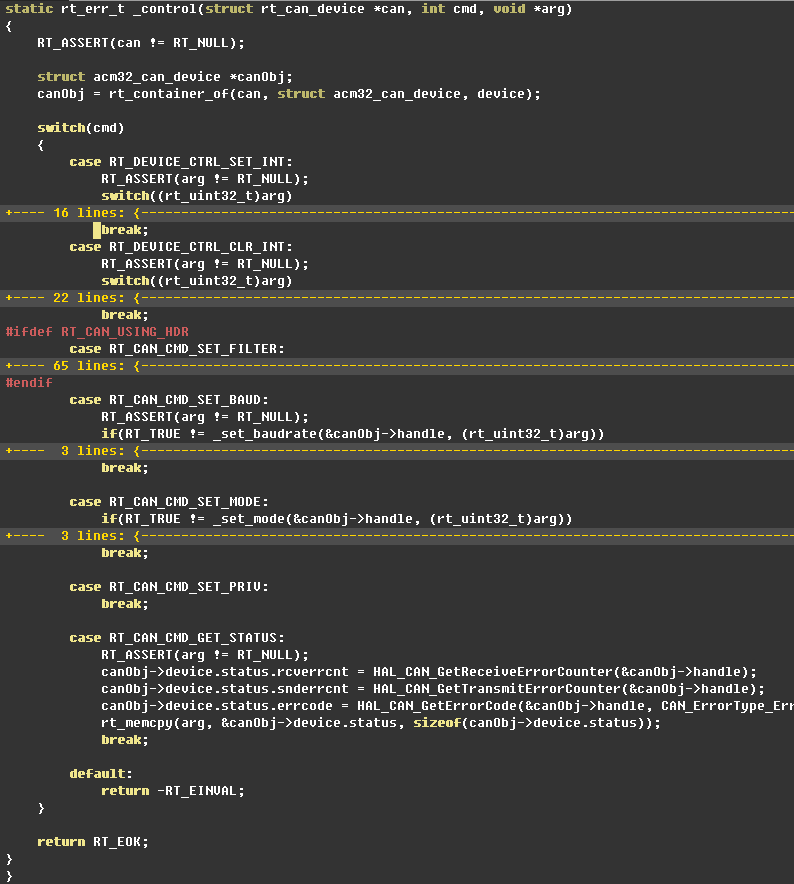 static rt_err_t _control(struct rt_can_device *can, int cmd, void *arg)
{
    RT_ASSERT(can != RT_NULL);

    struct acm32_can_device *canObj;
    canObj = rt_container_of(can, struct acm32_can_device, device);

    switch(cmd)
    {
        case RT_DEVICE_CTRL_SET_INT:
            RT_ASSERT(arg != RT_NULL);
            switch((rt_uint32_t)arg)
+---- 16 lines: {----------------------------------------------------------------------------------
            break;
        case RT_DEVICE_CTRL_CLR_INT:
            RT_ASSERT(arg != RT_NULL);
            switch((rt_uint32_t)arg)
+---- 22 lines: {----------------------------------------------------------------------------------
            break;
#ifdef RT_CAN_USING_HDR
        case RT_CAN_CMD_SET_FILTER:
+---- 65 lines: {----------------------------------------------------------------------------------
#endif
        case RT_CAN_CMD_SET_BAUD:
            RT_ASSERT(arg != RT_NULL);
            if(RT_TRUE != _set_baudrate(&canObj->handle, (rt_uint32_t)arg))
+----  3 lines: {----------------------------------------------------------------------------------
            break;

        case RT_CAN_CMD_SET_MODE:
            if(RT_TRUE != _set_mode(&canObj->handle, (rt_uint32_t)arg))
+----  3 lines: {----------------------------------------------------------------------------------
            break;

        case RT_CAN_CMD_SET_PRIV:
            break;

        case RT_CAN_CMD_GET_STATUS:
            RT_ASSERT(arg != RT_NULL);
            canObj->device.status.rcverrcnt = HAL_CAN_GetReceiveErrorCounter(&canObj->handle);
            canObj->device.status.snderrcnt = HAL_CAN_GetTransmitErrorCounter(&canObj->handle);
            canObj->device.status.errcode = HAL_CAN_GetErrorCode(&canObj->handle, CAN_ErrorType_Err
            rt_memcpy(arg, &canObj->device.status, sizeof(canObj->device.status));
            break;

        default:
            return -RT_EINVAL;
    }

    return RT_EOK;
}
}